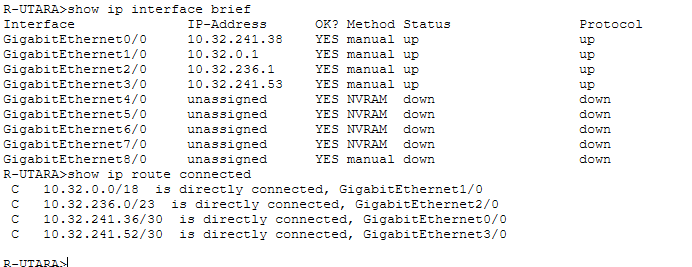 R-UTARA>show ip interface brief
Interface              IP-Address      OK? Method Status                Protocol
GigabitEthernet0/0     10.32.241.38    YES manual up                    up
GigabitEthernet1/0     10.32.0.1       YES manual up                    up
GigabitEthernet2/0     10.32.236.1     YES manual up                    up
GigabitEthernet3/0     10.32.241.53    YES manual up                    up
GigabitEthernet4/0     unassigned      YES NVRAM  down                  down
GigabitEthernet5/0     unassigned      YES NVRAM  down                  down
GigabitEthernet6/0     unassigned      YES NVRAM  down                  down
GigabitEthernet7/0     unassigned      YES NVRAM  down                  down
GigabitEthernet8/0     unassigned      YES manual down                  down
R-UTARA>show ip route connected
 C   10.32.0.0/18  is directly connected, GigabitEthernet1/0
 C   10.32.236.0/23  is directly connected, GigabitEthernet2/0
 C   10.32.241.36/30  is directly connected, GigabitEthernet0/0
 C   10.32.241.52/30  is directly connected, GigabitEthernet3/0
R-UTARA>